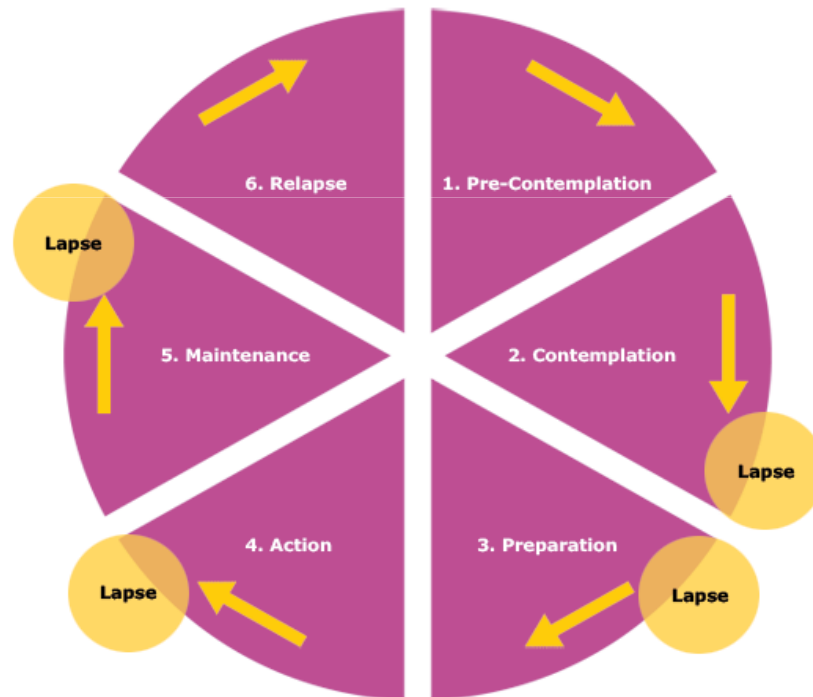 6. Relapse
1. Pre-Contemplation
Lapse
5. Maintenance
2. Contemplation
Lapse
4. Action
3. Preparation
Lapse
Lapse